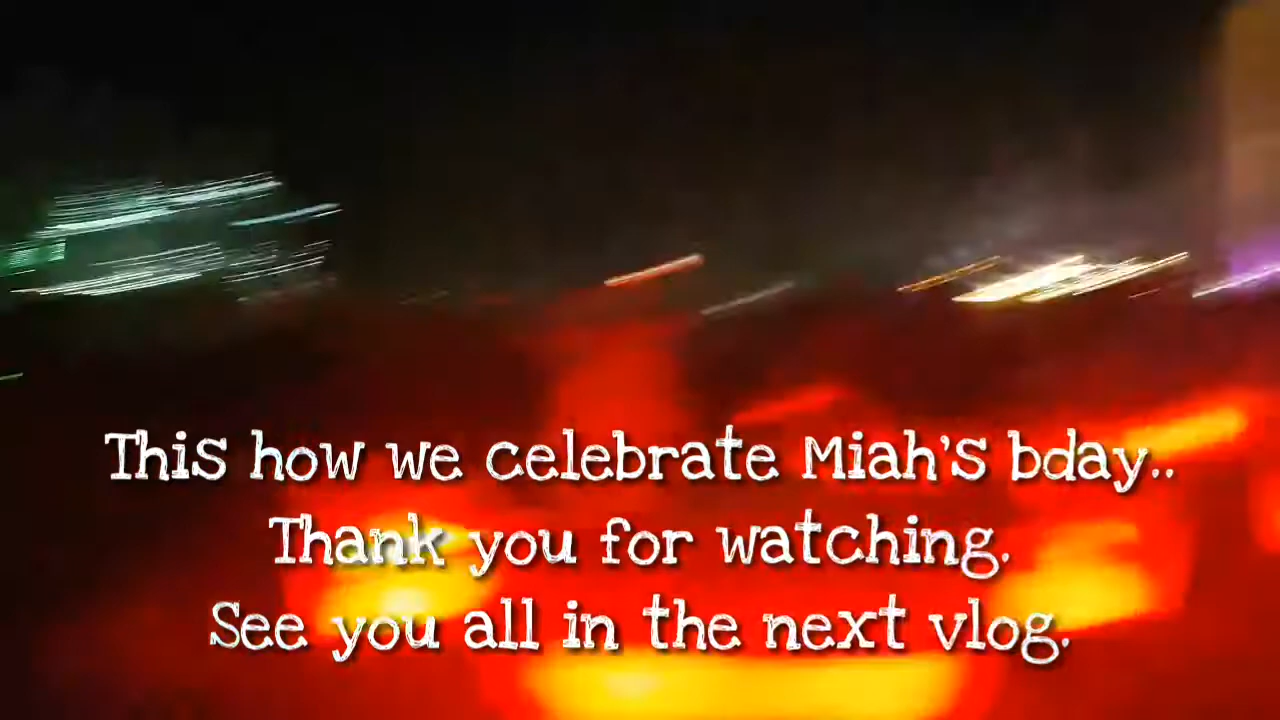 This how we celebrate Miah's bday..
Thank you for watching.
See you all in the next vlog.